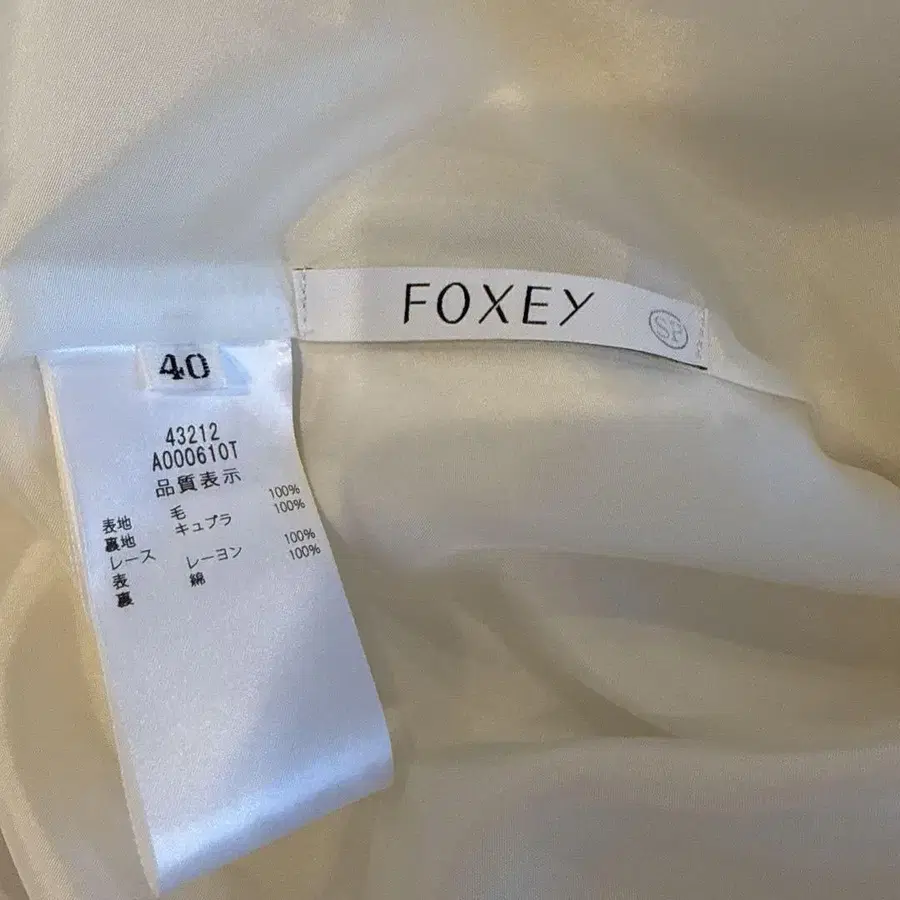 FOXEY
SP
40
43212
A000610T
品質表示
表地 毛 100%
裏地 キュプラ 100%
レース
表 レーヨン 100%
裏 綿 100%